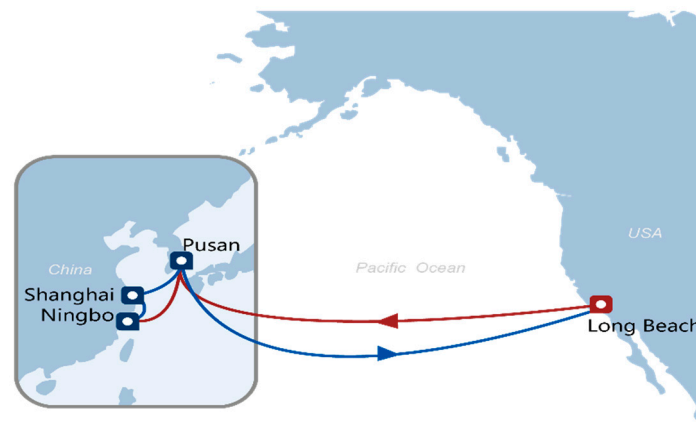 Pusan
China
Shanghai
Ningbo
Pacific Ocean
USA
Long Beach